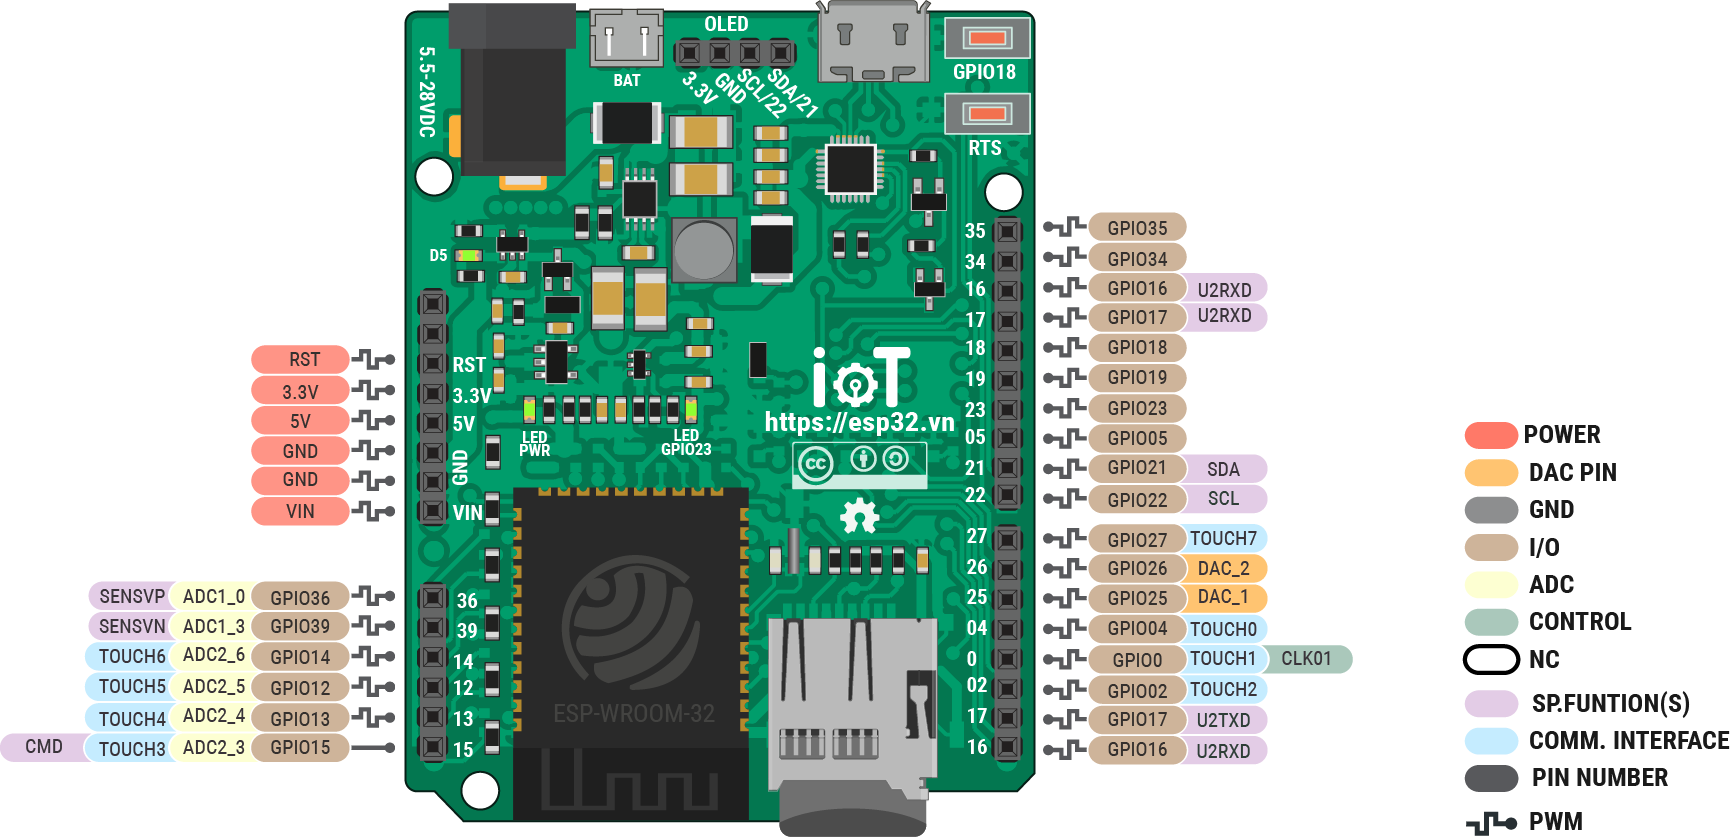 OLED
5.5-28VDC
BAT
3.3V
GND
SCL/22
SDA/21
GPIO18
RTS
D5
RST
3.3V
5V
GND
VIN
36
39
14
12
13
15
LED
PWR
LED
GPIO23
IoT
https://esp32.vn
cc
ESP-WROOM-32
35
34
16
17
18
19
23
05
21
22
27
26
25
04
0
02
17
16
RST
3.3V
5V
GND
GND
VIN
SENSVP ADC1_0 GPIO36
SENSVN ADC1_3 GPIO39
TOUCH6 ADC2_6 GPIO14
TOUCH5 ADC2_5 GPIO12
TOUCH4 ADC2_4 GPIO13
CMD TOUCH3 ADC2_3 GPIO15
GPIO35
GPIO34
GPIO16 U2RXD
GPIO17 U2RXD
GPIO18
GPIO19
GPIO23
GPIO05
GPIO21 SDA
GPIO22 SCL
GPIO27 TOUCH7
GPIO26 DAC_2
GPIO25 DAC_1
GPIO04 TOUCH0
GPIO0 TOUCH1 CLK01
GPIO02 TOUCH2
GPIO17 U2TXD
GPIO16 U2RXD
POWER
DAC PIN
GND
I/O
ADC
CONTROL
NC
SP.FUNTION(S)
COMM. INTERFACE
PIN NUMBER
PWM